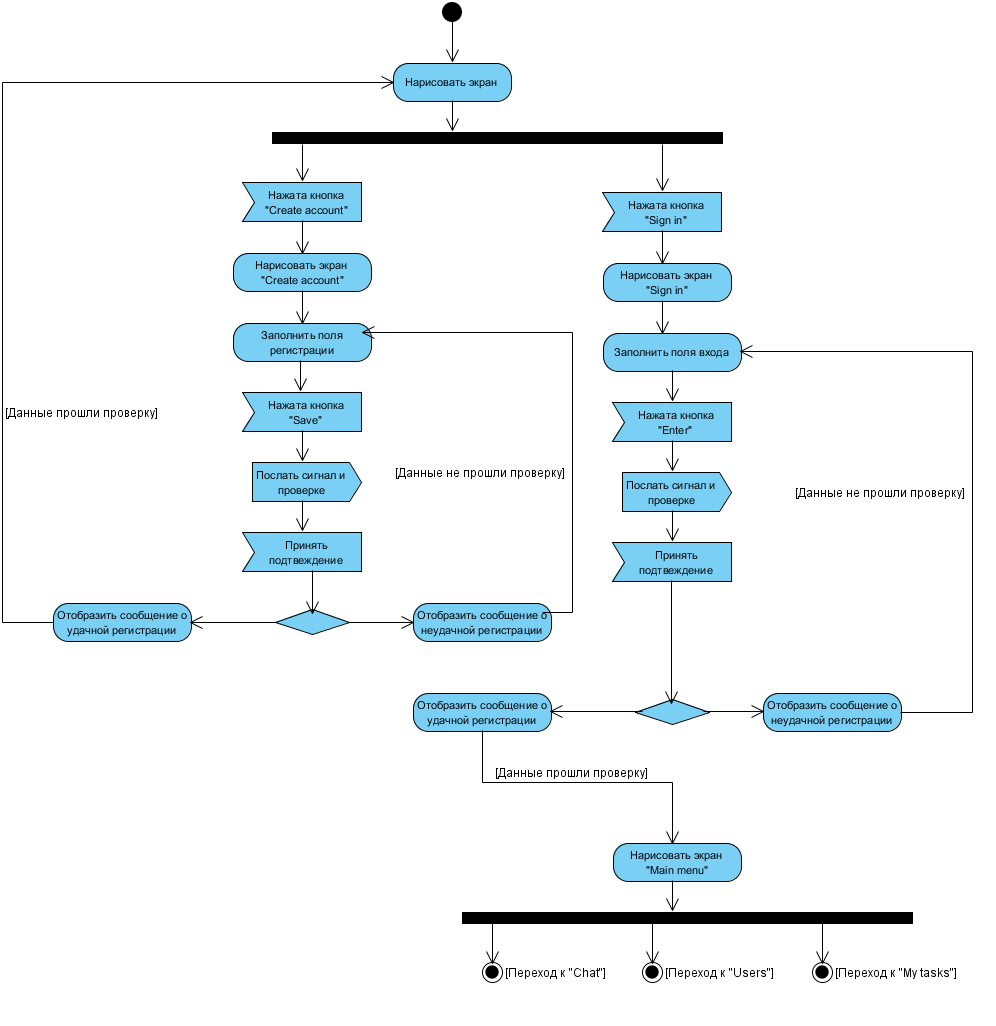 Нарисовать экран
Нажата кнопка
"Create account"
Нарисовать экран
"Create account"
Заполнить поля
регистрации
Нажата кнопка
"Save"
Послать сигнал и
проверке
Принять
подтвеждение
Отобразить сообщение о
удачной регистрации
Отобразить сообщение о
неудачной регистрации
[Данные прошли проверку]
[Данные не прошли проверку]
Нажата кнопка
"Sign in"
Нарисовать экран
"Sign in"
Заполнить поля входа
Нажата кнопка
"Enter"
Послать сигнал и
проверке
Принять
подтвеждение
[Данные не прошли проверку]
Отобразить сообщение о
удачной регистрации
Отобразить сообщение о
неудачной регистрации
[Данные прошли проверку]
Нарисовать экран
"Main menu"
[Переход к "Chat"]
[Переход к "Users"]
[Переход к "My tasks"]